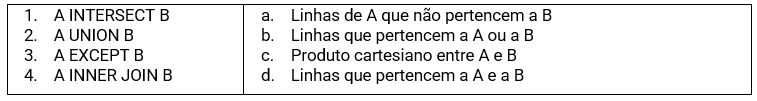 1. A INTERSECT B
2. A UNION B
3. A EXCEPT B
4. A INNER JOIN B
a. Linhas de A que não pertencem a B
b. Linhas que pertencem a A ou a B
c. Produto cartesiano entre A e B
d. Linhas que pertencem a A e a B